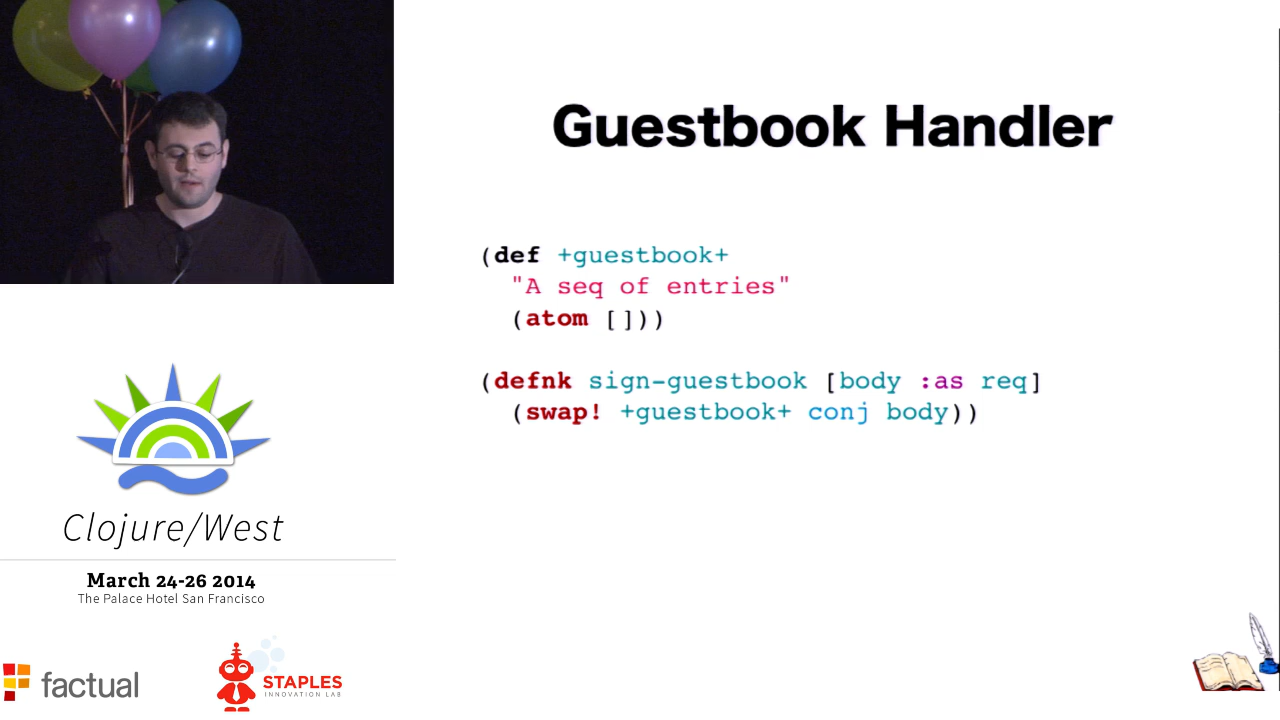 Guestbook Handler
(def +guestbook+
"A seq of entries"
(atom []))
(defnk sign-guestbook [body :as req]
(swap! +guestbook+ conj body))
Clojure/West
March 24-26 2014
The Palace Hotel San Francisco
factual
STAPLES
INNOVATION LAB